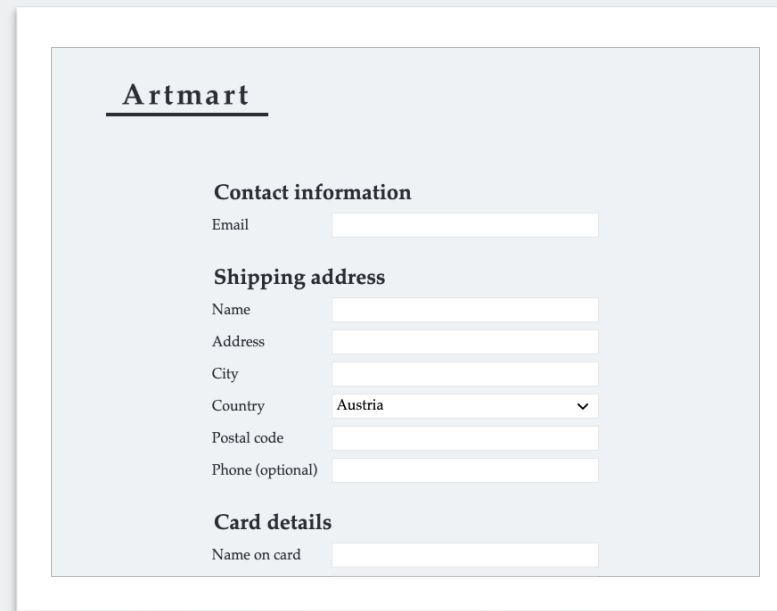 Artmart
Contact information
Email
Shipping address
Name
Address
City
Country Austria
Postal code
Phone (optional)
Card details
Name on card